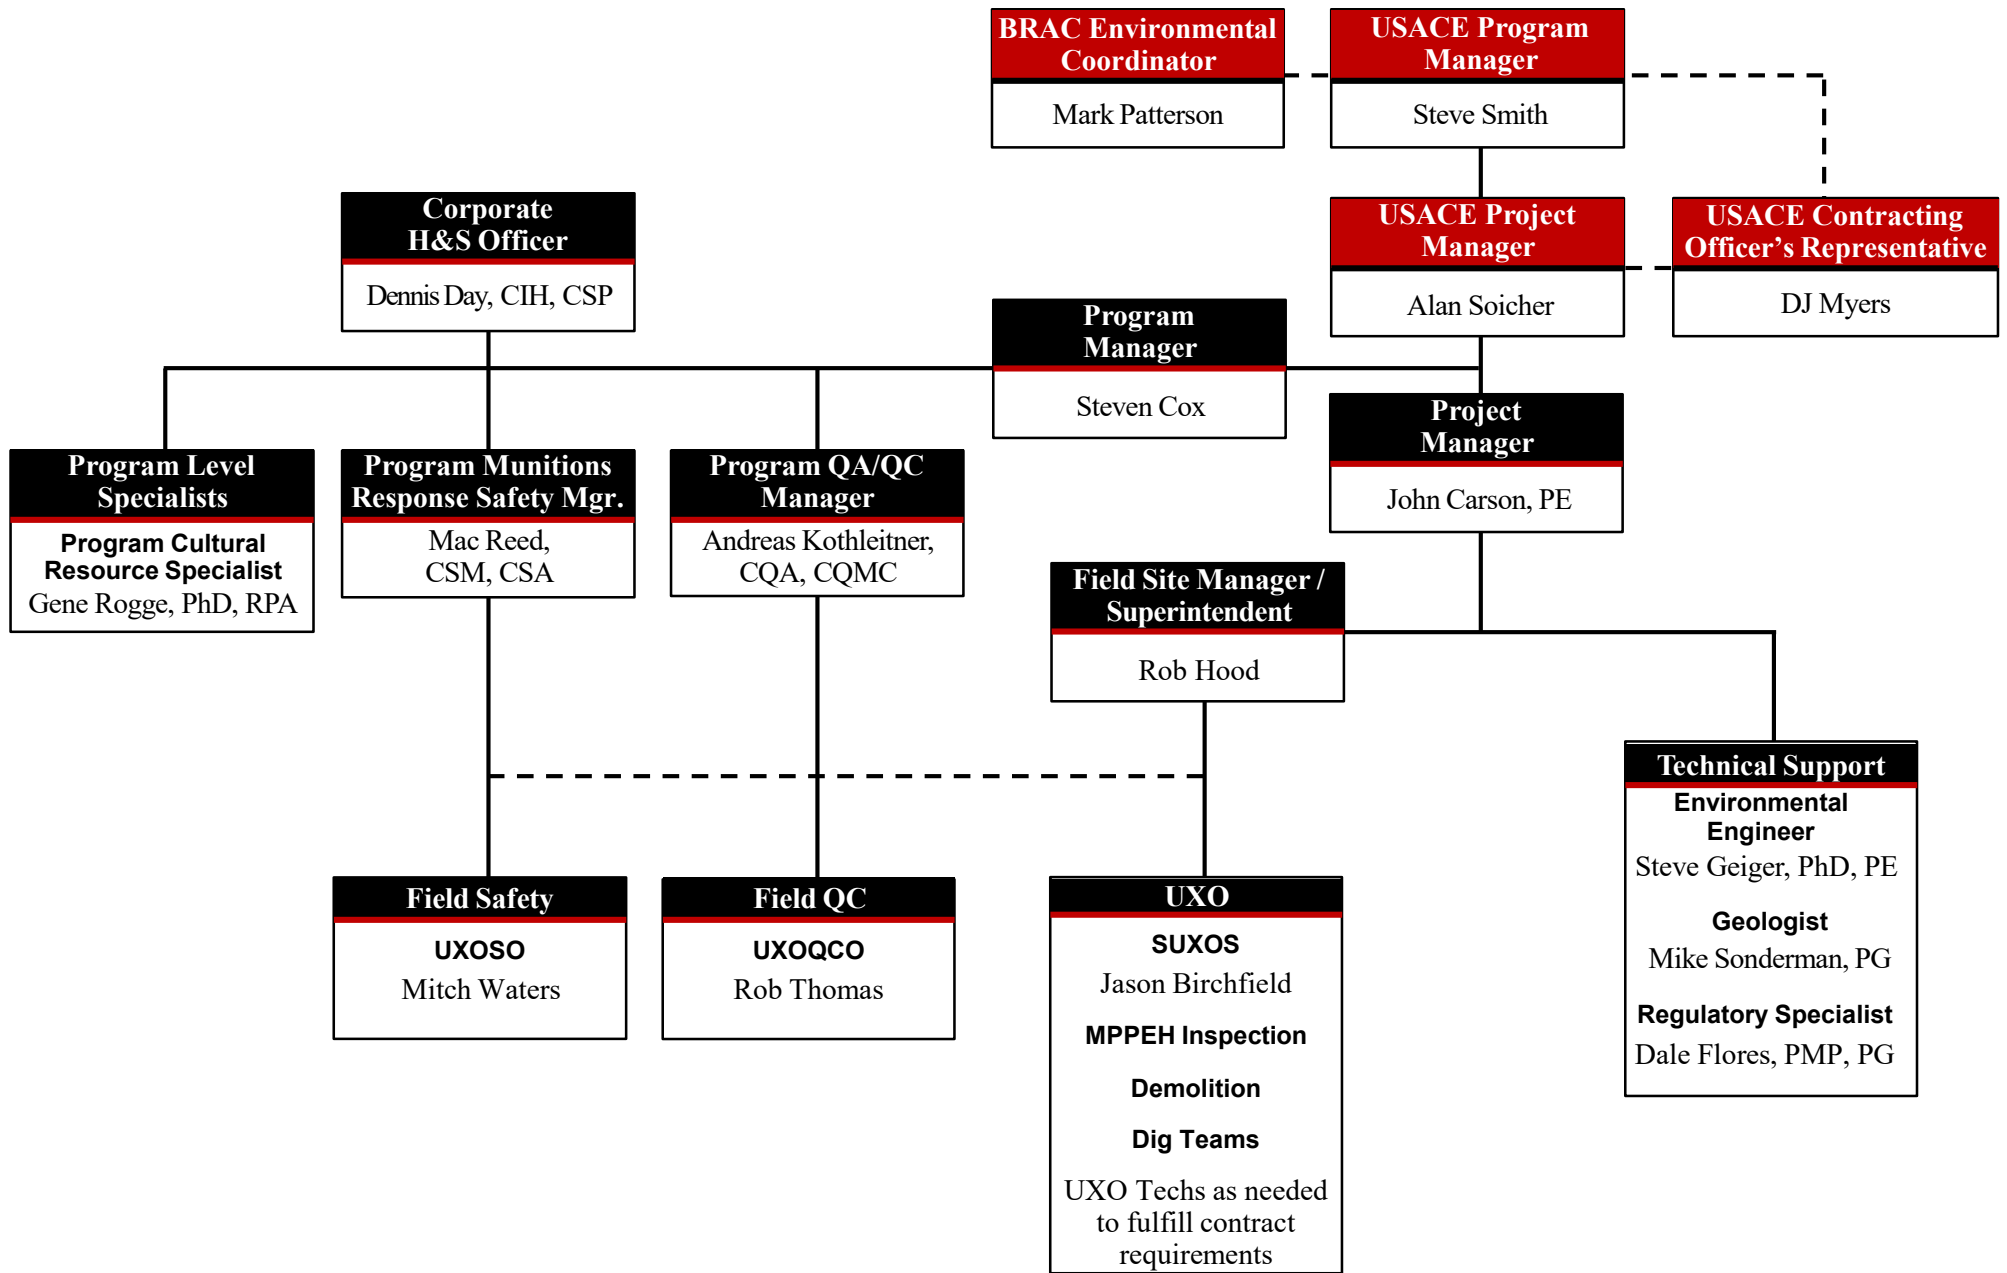 BRAC Environmental
Coordinator
Mark Patterson
USACE Program
Manager
Steve Smith
Corporate
H&S Officer
Dennis Day, CIH, CSP
USACE Project
Manager
Alan Soicher
USACE Contracting
Officer’s Representative
DJ Myers
Program
Manager
Steven Cox
Project
Manager
John Carson, PE
Program Level
Specialists
Program Cultural
Resource Specialist
Gene Rogge, PhD, RPA
Program Munitions
Response Safety Mgr.
Mac Reed,
CSM, CSA
Program QA/QC
Manager
Andreas Kothleitner,
CQA, CQMC
Field Site Manager /
Superintendent
Rob Hood
Technical Support
Environmental
Engineer
Steve Geiger, PhD, PE
Geologist
Mike Sonderman, PG
Regulatory Specialist
Dale Flores, PMP, PG
Field Safety
UXOSO
Mitch Waters
Field QC
UXOQCO
Rob Thomas
UXO
SUXOS
Jason Birchfield
MPPEH Inspection
Demolition
Dig Teams
UXO Techs as needed
to fulfill contract
requirements